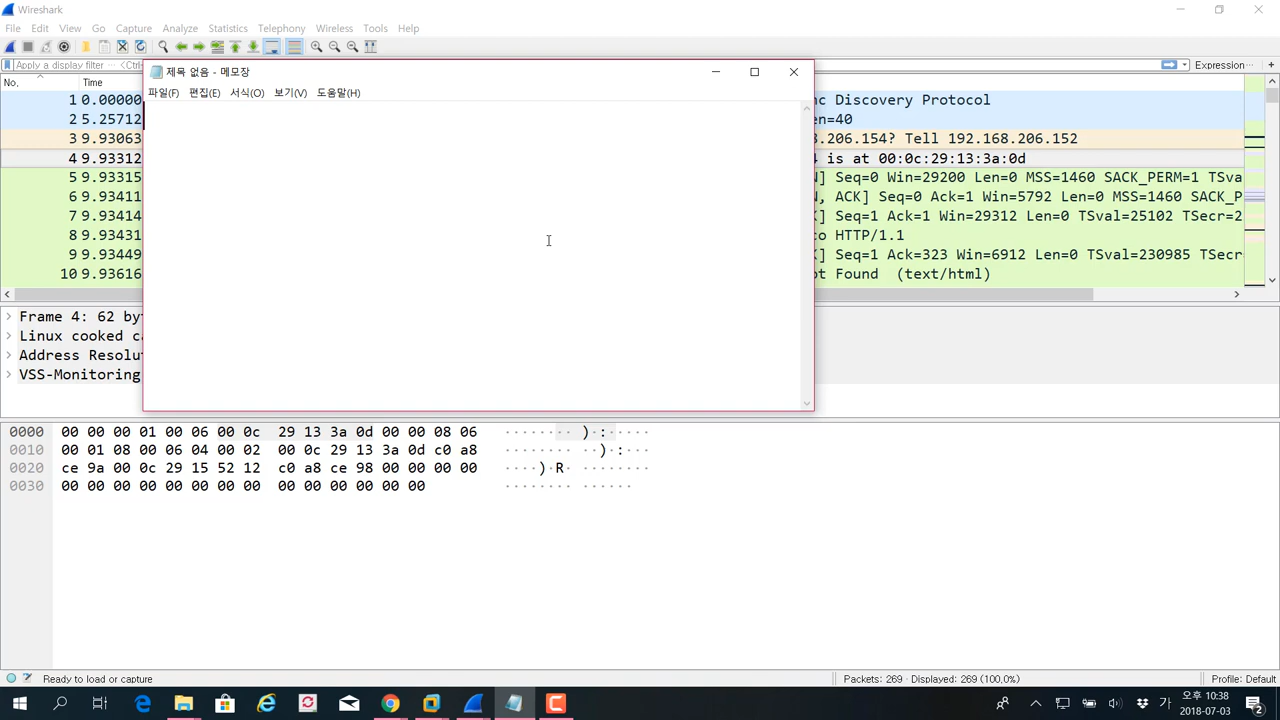 Wireshark
File Edit View Go Capture Analyze Statistics Telephony Wireless Tools Help
Apply a display filter ··· <Ctrl-
Expression··· +
제목 없음 - 메모장
파일(F) 편집(E) 서식(O) 보기(V) 도움말(H)
No. Time
1 0.00000 nc Discovery Protocol
2 5.25712 Len=40
3 9.93063 8.206.154? Tell 192.168.206.152
4 9.93312 4 is at 00:0c:29:13:3a:0d
5 9.93315 N] Seq=0 Win=29200 Len=0 MSS=1460 SACK_PERM=1 TSva
6 9.93411 N, ACK] Seq=0 Ack=1 Win=5792 Len=0 MSS=1460 SACK_P
7 9.93414 K] Seq=1 Ack=1 Win=29312 Len=0 TSval=25102 TSecr=2
8 9.93431 co HTTP/1.1
9 9.93449 K] Seq=1 Ack=323 Win=6912 Len=0 TSval=230985 TSecr
10 9.93616 ot Found (text/html)
Frame 4: 62 by
Linux cooked ca
Address Resolu
VSS-Monitoring
0000 00 00 00 01 00 06 00 0c 29 13 3a 0d 00 00 08 06 ········ )·:·····
0010 00 01 08 00 06 04 00 02 00 0c 29 13 3a 0d c0 a8 ········ ··)·:···
0020 ce 9a 00 0c 29 15 52 12 c0 a8 ce 98 00 00 00 00 ····)·R· ········
0030 00 00 00 00 00 00 00 00 00 00 00 00 00 00 ········ ······
Ready to load or capture
Packets: 269 · Displayed: 269 (100.0%)
Profile: Default
가
오후 10:38
2018-07-03
2